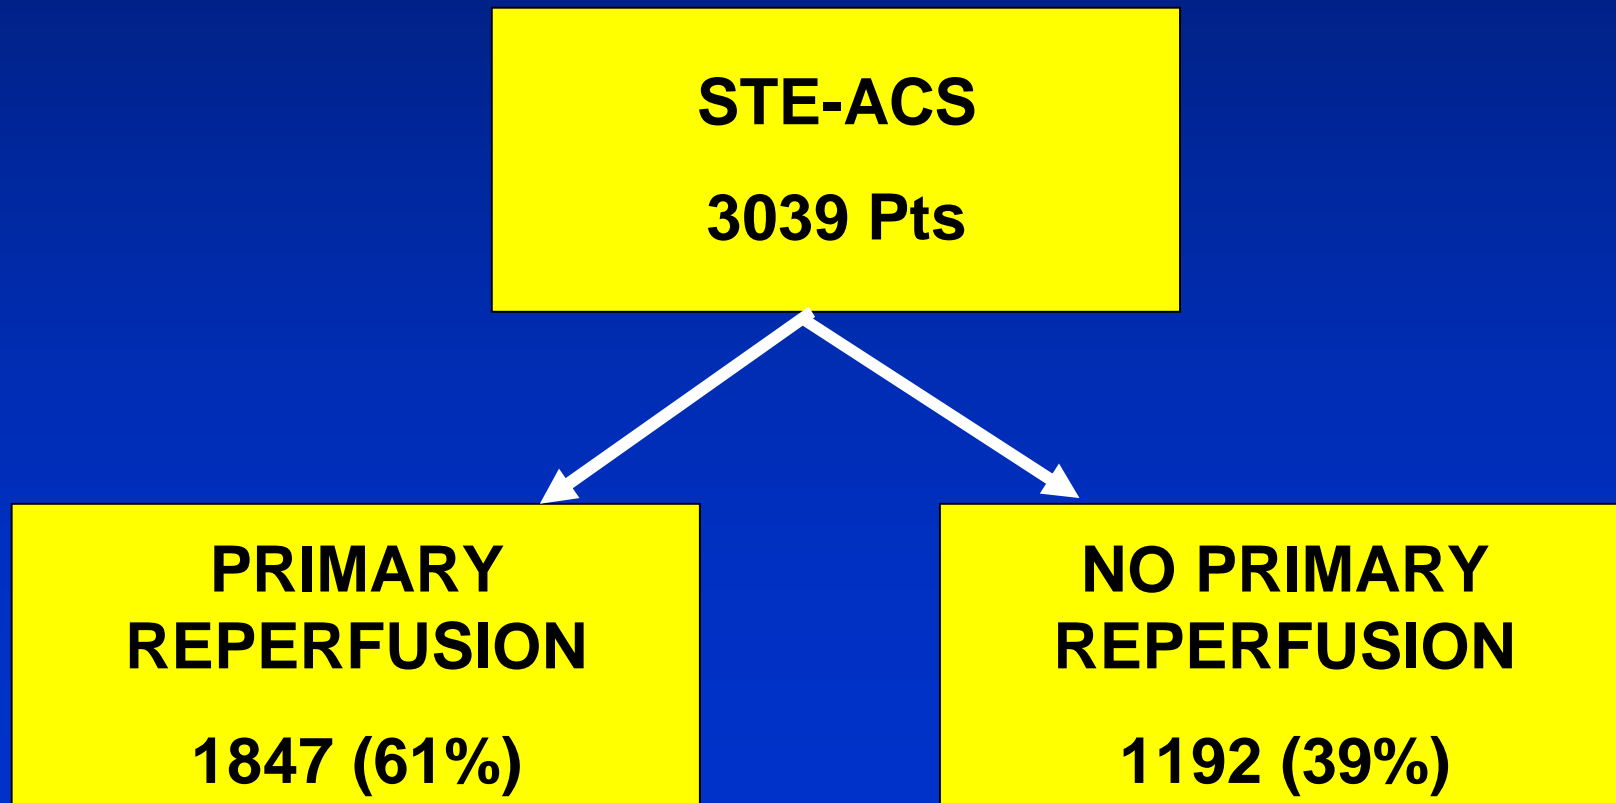 STE-ACS
3039 Pts
PRIMARY
REPERFUSION
1847 (61%)
NO PRIMARY
REPERFUSION
1192 (39%)